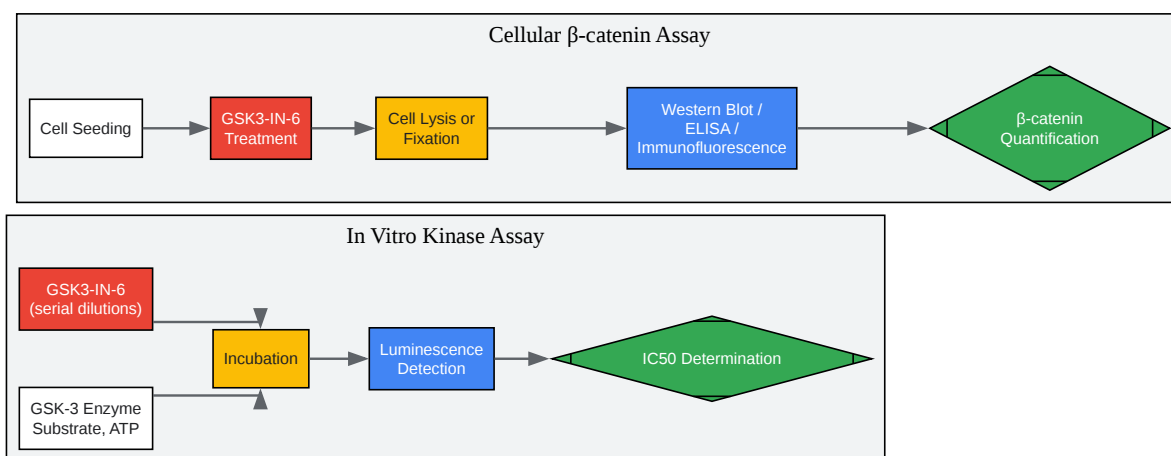 Cellular β-catenin Assay
Cell Seeding
GSK3-IN-6
Treatment
Cell Lysis or
Fixation
Western Blot /
ELISA /
Immunofluorescence
β-catenin
Quantification
In Vitro Kinase Assay
GSK3-IN-6
(serial dilutions)
GSK-3 Enzyme
Substrate, ATP
Incubation
Luminescence
Detection
IC50 Determination